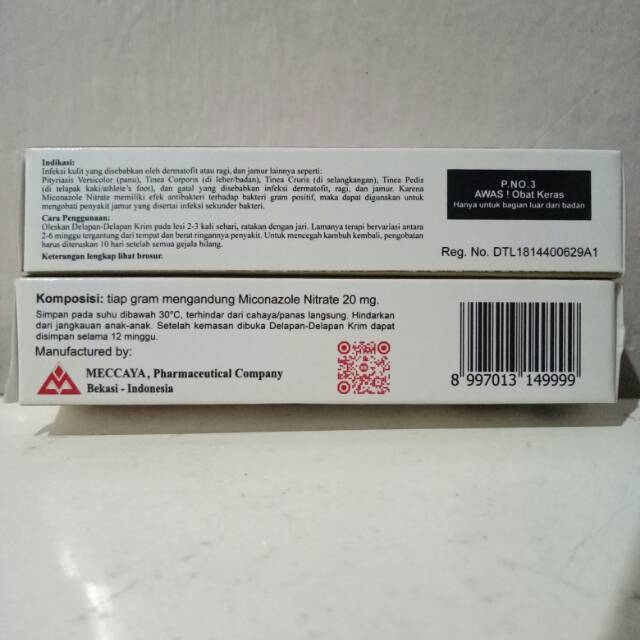 Indikasi:
Infeksi kulit yang disebabkan oleh dermatofit atau ragi, dan jamur lainnya seperti:
Pityriasis Versicolor (panu), Tinea Corporis (di leher/badan), Tinea Cruris (di selangkangan), Tinea Pedis
(di telapak kaki/athlete's foot), dan gatal yang disebabkan infeksi dermatofit, ragi, dan jamur. Karena
Miconazole Nitrate memiliki efek antibakteri terhadap bakteri gram positif, maka dapat digunakan untuk
mengobati penyakit jamur yang disertai infeksi sekunder bakteri.
Cara Penggunaan:
Oleskan Delapan-Delapan Krim pada lesi 2-3 kali sehari, ratakan dengan jari. Lamanya terapi bervariasi antara
2-6 minggu tergantung dari tempat dan berat ringannya penyakit. Untuk mencegah kambuh kembali, pengobatan
harus diteruskan 10 hari setelah semua gejala hilang.
Keterangan lengkap lihat brosur.
P.NO.3
AWAS ! Obat Keras
Hanya untuk bagian luar dari badan
Reg. No. DTL1814400629A1
Komposisi: tiap gram mengandung Miconazole Nitrate 20 mg.
Simpan pada suhu dibawah 30°C, terhindar dari cahaya/panas langsung. Hindarkan
dari jangkauan anak-anak. Setelah kemasan dibuka Delapan-Delapan Krim dapat
disimpan selama 12 minggu.
Manufactured by:
MECCAYA, Pharmaceutical Company
Bekasi - Indonesia
8 997013 149999